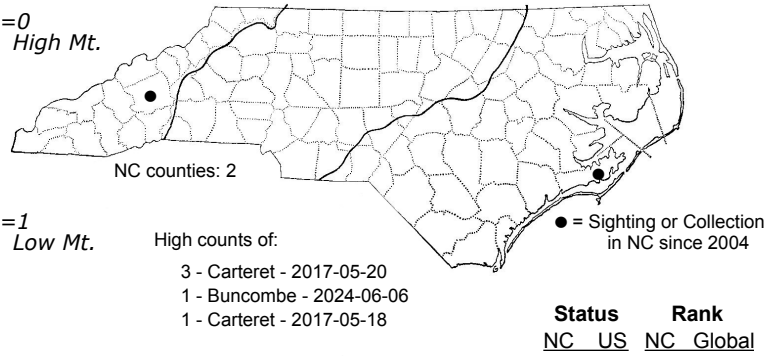 =0
High Mt.
NC counties: 2
=1
Low Mt.
High counts of:
3 - Carteret - 2017-05-20
1 - Buncombe - 2024-06-06
1 - Carteret - 2017-05-18
● = Sighting or Collection
in NC since 2004
Status Rank
NC US NC Global